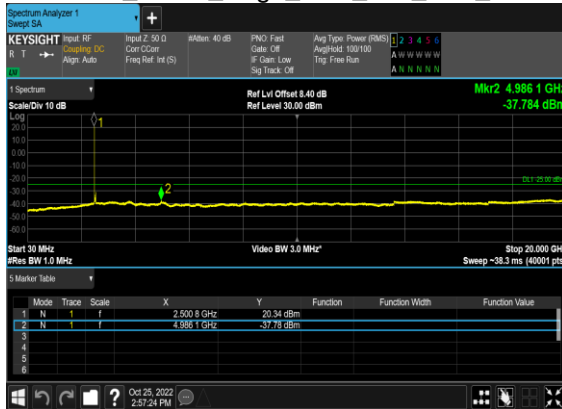 Spectrum Analyzer 1
Swept SA
+
KEYSIGHT Input: RF Input Z: 50 Ω #Atten: 40 dB PNO: Fast Avg Type: Power (RMS) 1 2 3 4 5 6
R T Coupling: DC Corr CCorr Gate: Off Avg|Hold: 100/100 A W W W W W
Align: Auto Freq Ref: Int (S) IF Gain: Low Trig: Free Run
Sig Track: Off A N N N N N
1 Spectrum Ref Lvl Offset 8.40 dB Mkr2 4.986 1 GHz
Scale/Div 10 dB Ref Level 30.00 dBm -37.784 dBm
Log
20.0
10.0
0.00
-10.0
-20.0
DL1 -25.00 dBm
-30.0
-40.0
-50.0
-60.0
1
2
Start 30 MHz Video BW 3.0 MHz* Stop 20.000 GHz
#Res BW 1.0 MHz Sweep ~38.3 ms (40001 pts)
5 Marker Table
Mode Trace Scale X Y Function Function Width Function Value
1 N 1 f 2.500 8 GHz 20.34 dBm
2 N 1 f 4.986 1 GHz -37.78 dBm
3
4
5
6
? Oct 25, 2022
2:57:24 PM